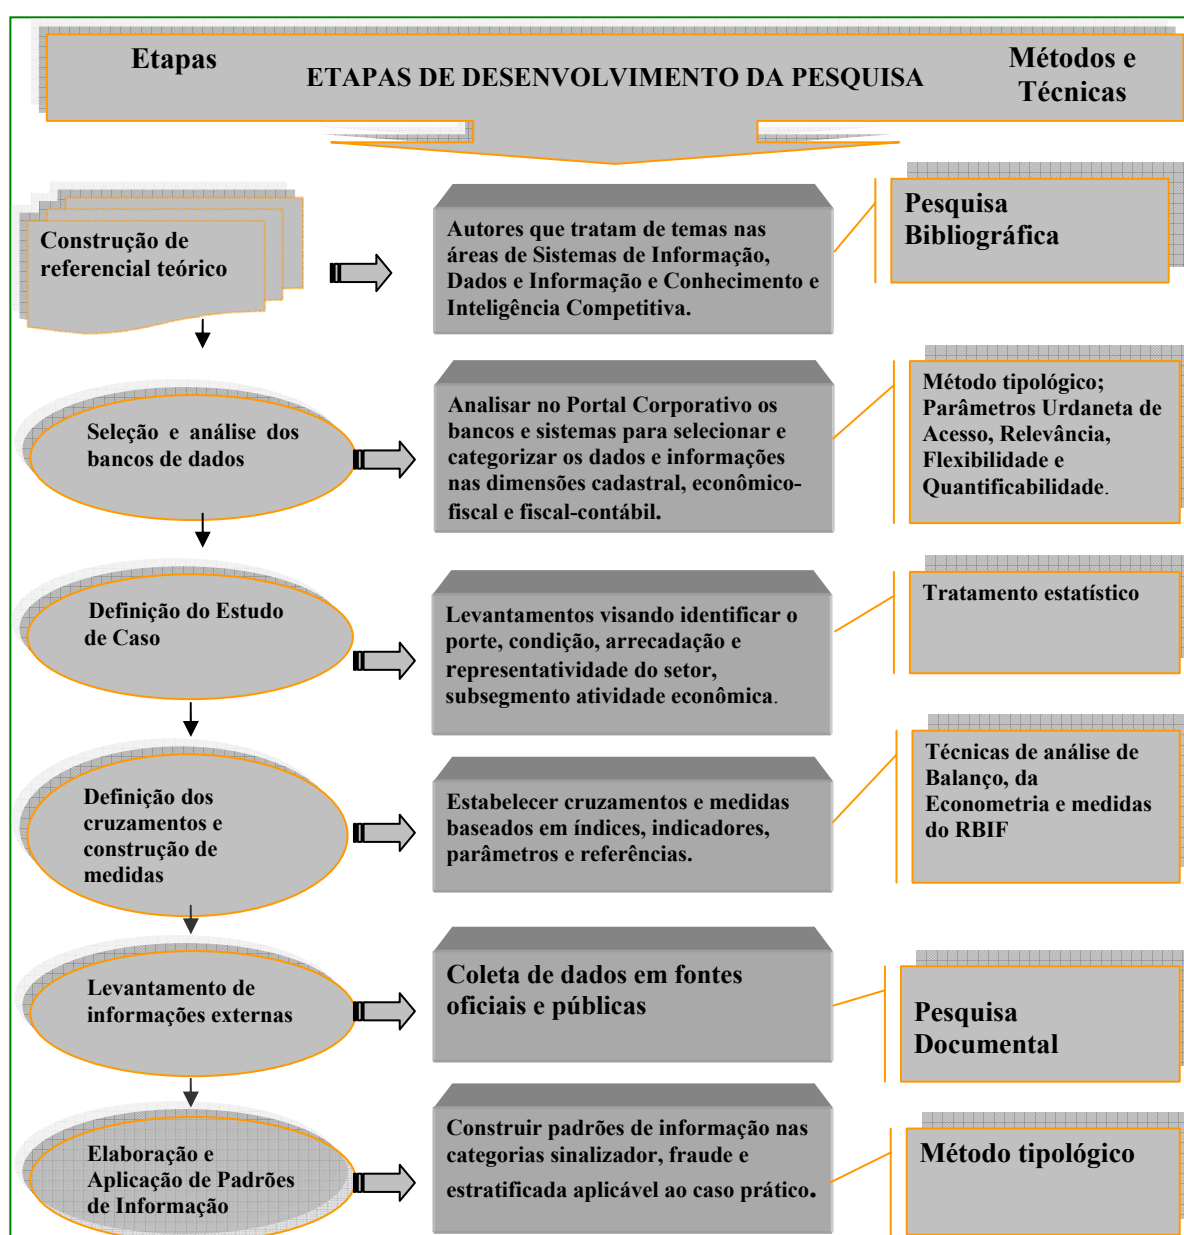 Etapas
ETAPAS DE DESENVOLVIMENTO DA PESQUISA
Métodos e
Técnicas
Construção de
referencial teórico
Autores que tratam de temas nas
áreas de Sistemas de Informação,
Dados e Informação e Conhecimento e
Inteligência Competitiva.
Pesquisa
Bibliográfica
Seleção e análise dos
bancos de dados
Analisar no Portal Corporativo os
bancos e sistemas para selecionar e
categorizar os dados e informações
nas dimensões cadastral, econômico-
fiscal e fiscal-contábil.
Método tipológico;
Parâmetros Urdaneta de
Acesso, Relevância,
Flexibilidade e
Quantificabilidade.
Definição do Estudo
de Caso
Levantamentos visando identificar o
porte, condição, arrecadação e
representatividade do setor,
subsegmento atividade econômica.
Tratamento estatístico
Definição dos
cruzamentos e
construção de
medidas
Estabelecer cruzamentos e medidas
baseados em índices, indicadores,
parâmetros e referências.
Técnicas de análise de
Balanço, da
Econometria e medidas
do RBIF
Levantamento de
informações externas
Coleta de dados em fontes
oficiais e públicas
Pesquisa
Documental
Elaboração e
Aplicação de Padrões
de Informação
Construir padrões de informação nas
categorias sinalizador, fraude e
estratificada aplicável ao caso prático.
Método tipológico